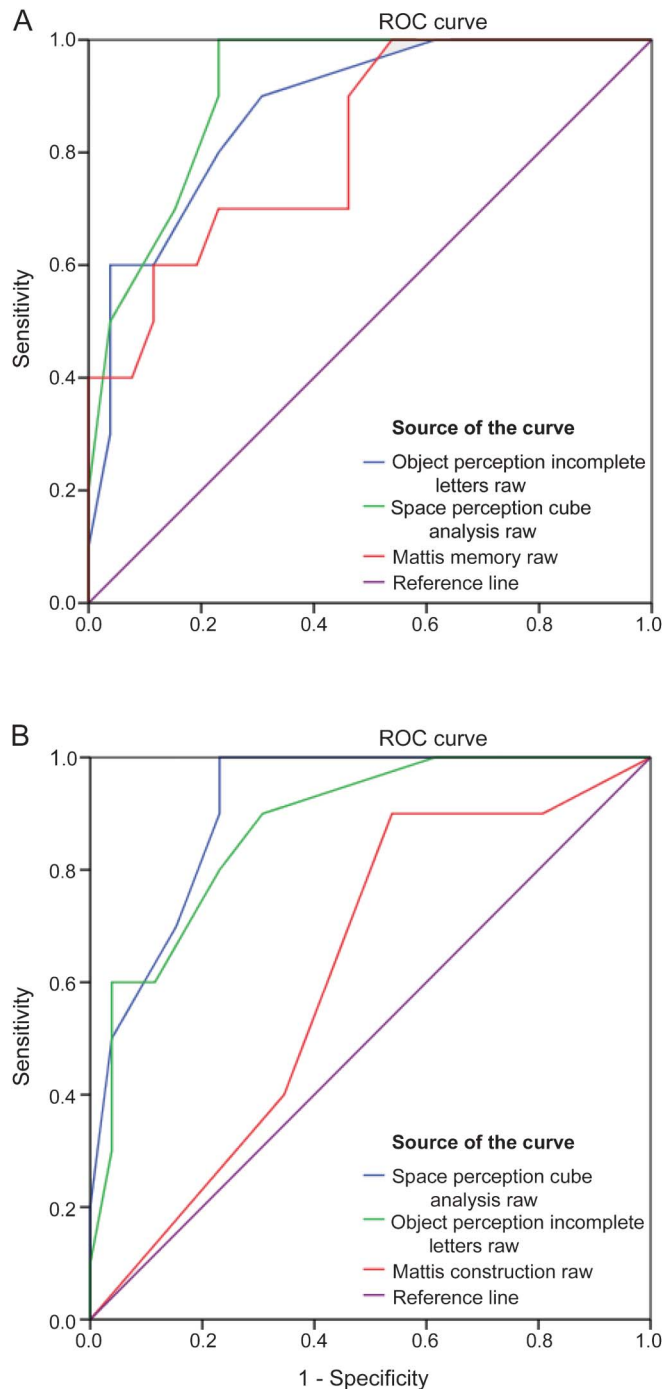 A
ROC curve
1.0
0.8
0.6
0.4
0.2
0.0
Sensitivity
Source of the curve
Object perception incomplete
letters raw
Space perception cube
analysis raw
Mattis memory raw
Reference line
0.0 0.2 0.4 0.6 0.8 1.0
B
ROC curve
1.0
0.8
0.6
0.4
0.2
0.0
Sensitivity
Source of the curve
Space perception cube
analysis raw
Object perception incomplete
letters raw
Mattis construction raw
Reference line
0.0 0.2 0.4 0.6 0.8 1.0
1 - Specificity